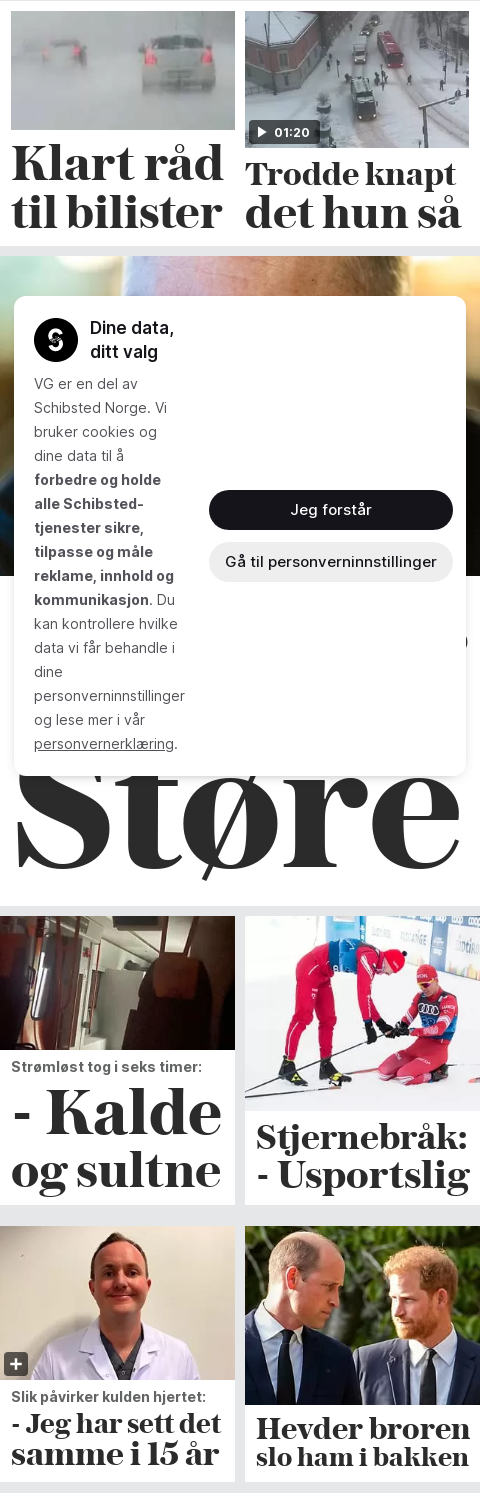 01:20
Klart råd
til bilister
Trodde knapt
det hun så
Dine data,
ditt valg
VG er en del av
Schibsted Norge. Vi
bruker cookies og
dine data til å
forbedre og holde
alle Schibsted-
tjenester sikre,
tilpasse og måle
reklame, innhold og
kommunikasjon. Du
kan kontrollere hvilke
data vi får behandle i
dine
personverninnstillinger
og lese mer i vår
personvernerklæring.
Jeg forstår
Gå til personverninnstillinger
Støre
Strømløst tog i seks timer:
- Kalde
og sultne
Stjernebråk:
- Usportslig
Slik påvirker kulden hjertet:
- Jeg har sett det
samme i 15 år
Hevder broren
slo ham i bakken